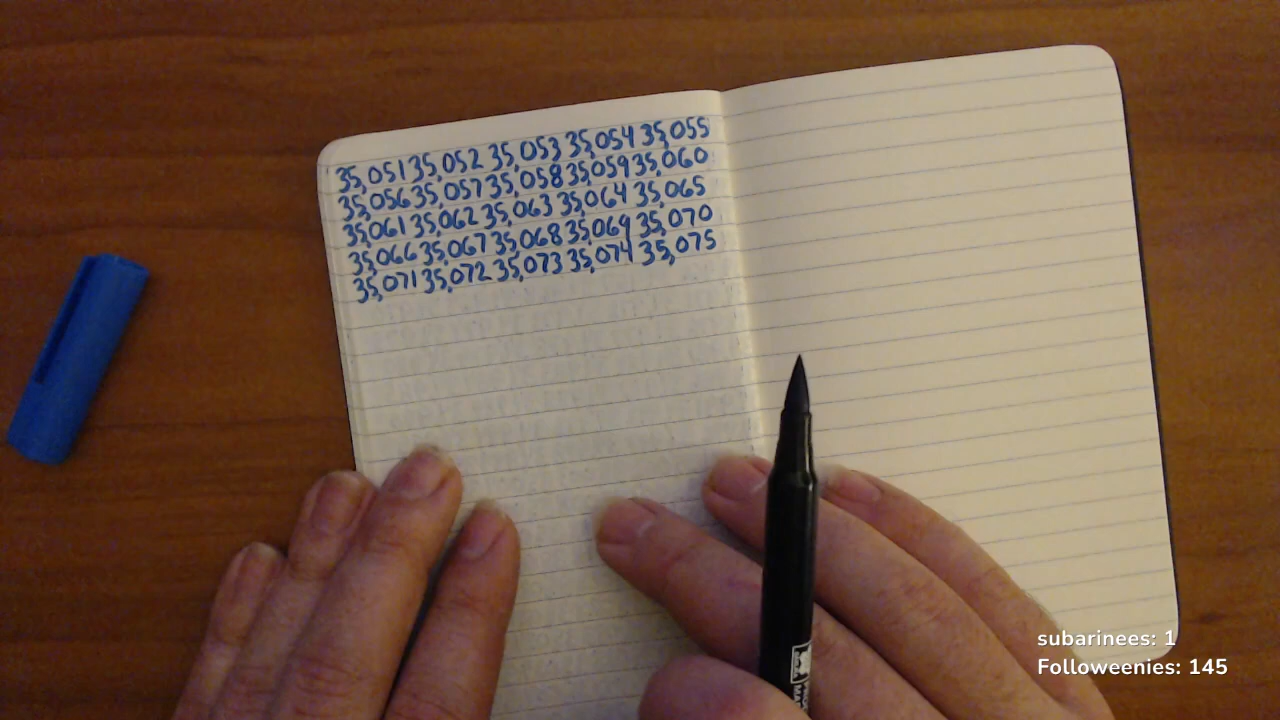 35,051 35,052 35,053 35,054 35,055
35,056 35,057 35,058 35,059 35,060
35,061 35,062 35,063 35,064 35,065
35,066 35,067 35,068 35,069 35,070
35,071 35,072 35,073 35,074 35,075
subarinees: 1
Followeenies: 145